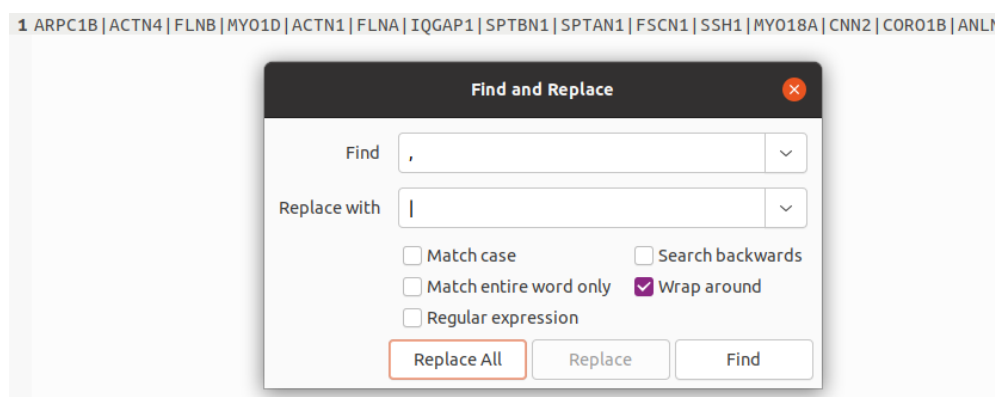 1 ARPC1B|ACTN4|FLNB|MYO1D|ACTN1|FLNA|IQGAP1|SPTBN1|SPTAN1|FSCN1|SSH1|MYO18A|CNN2|CORO1B|ANLN
Find and Replace
Find ,
Replace with |
Match case Search backwards
Match entire word only Wrap around
Regular expression
Replace All Replace Find